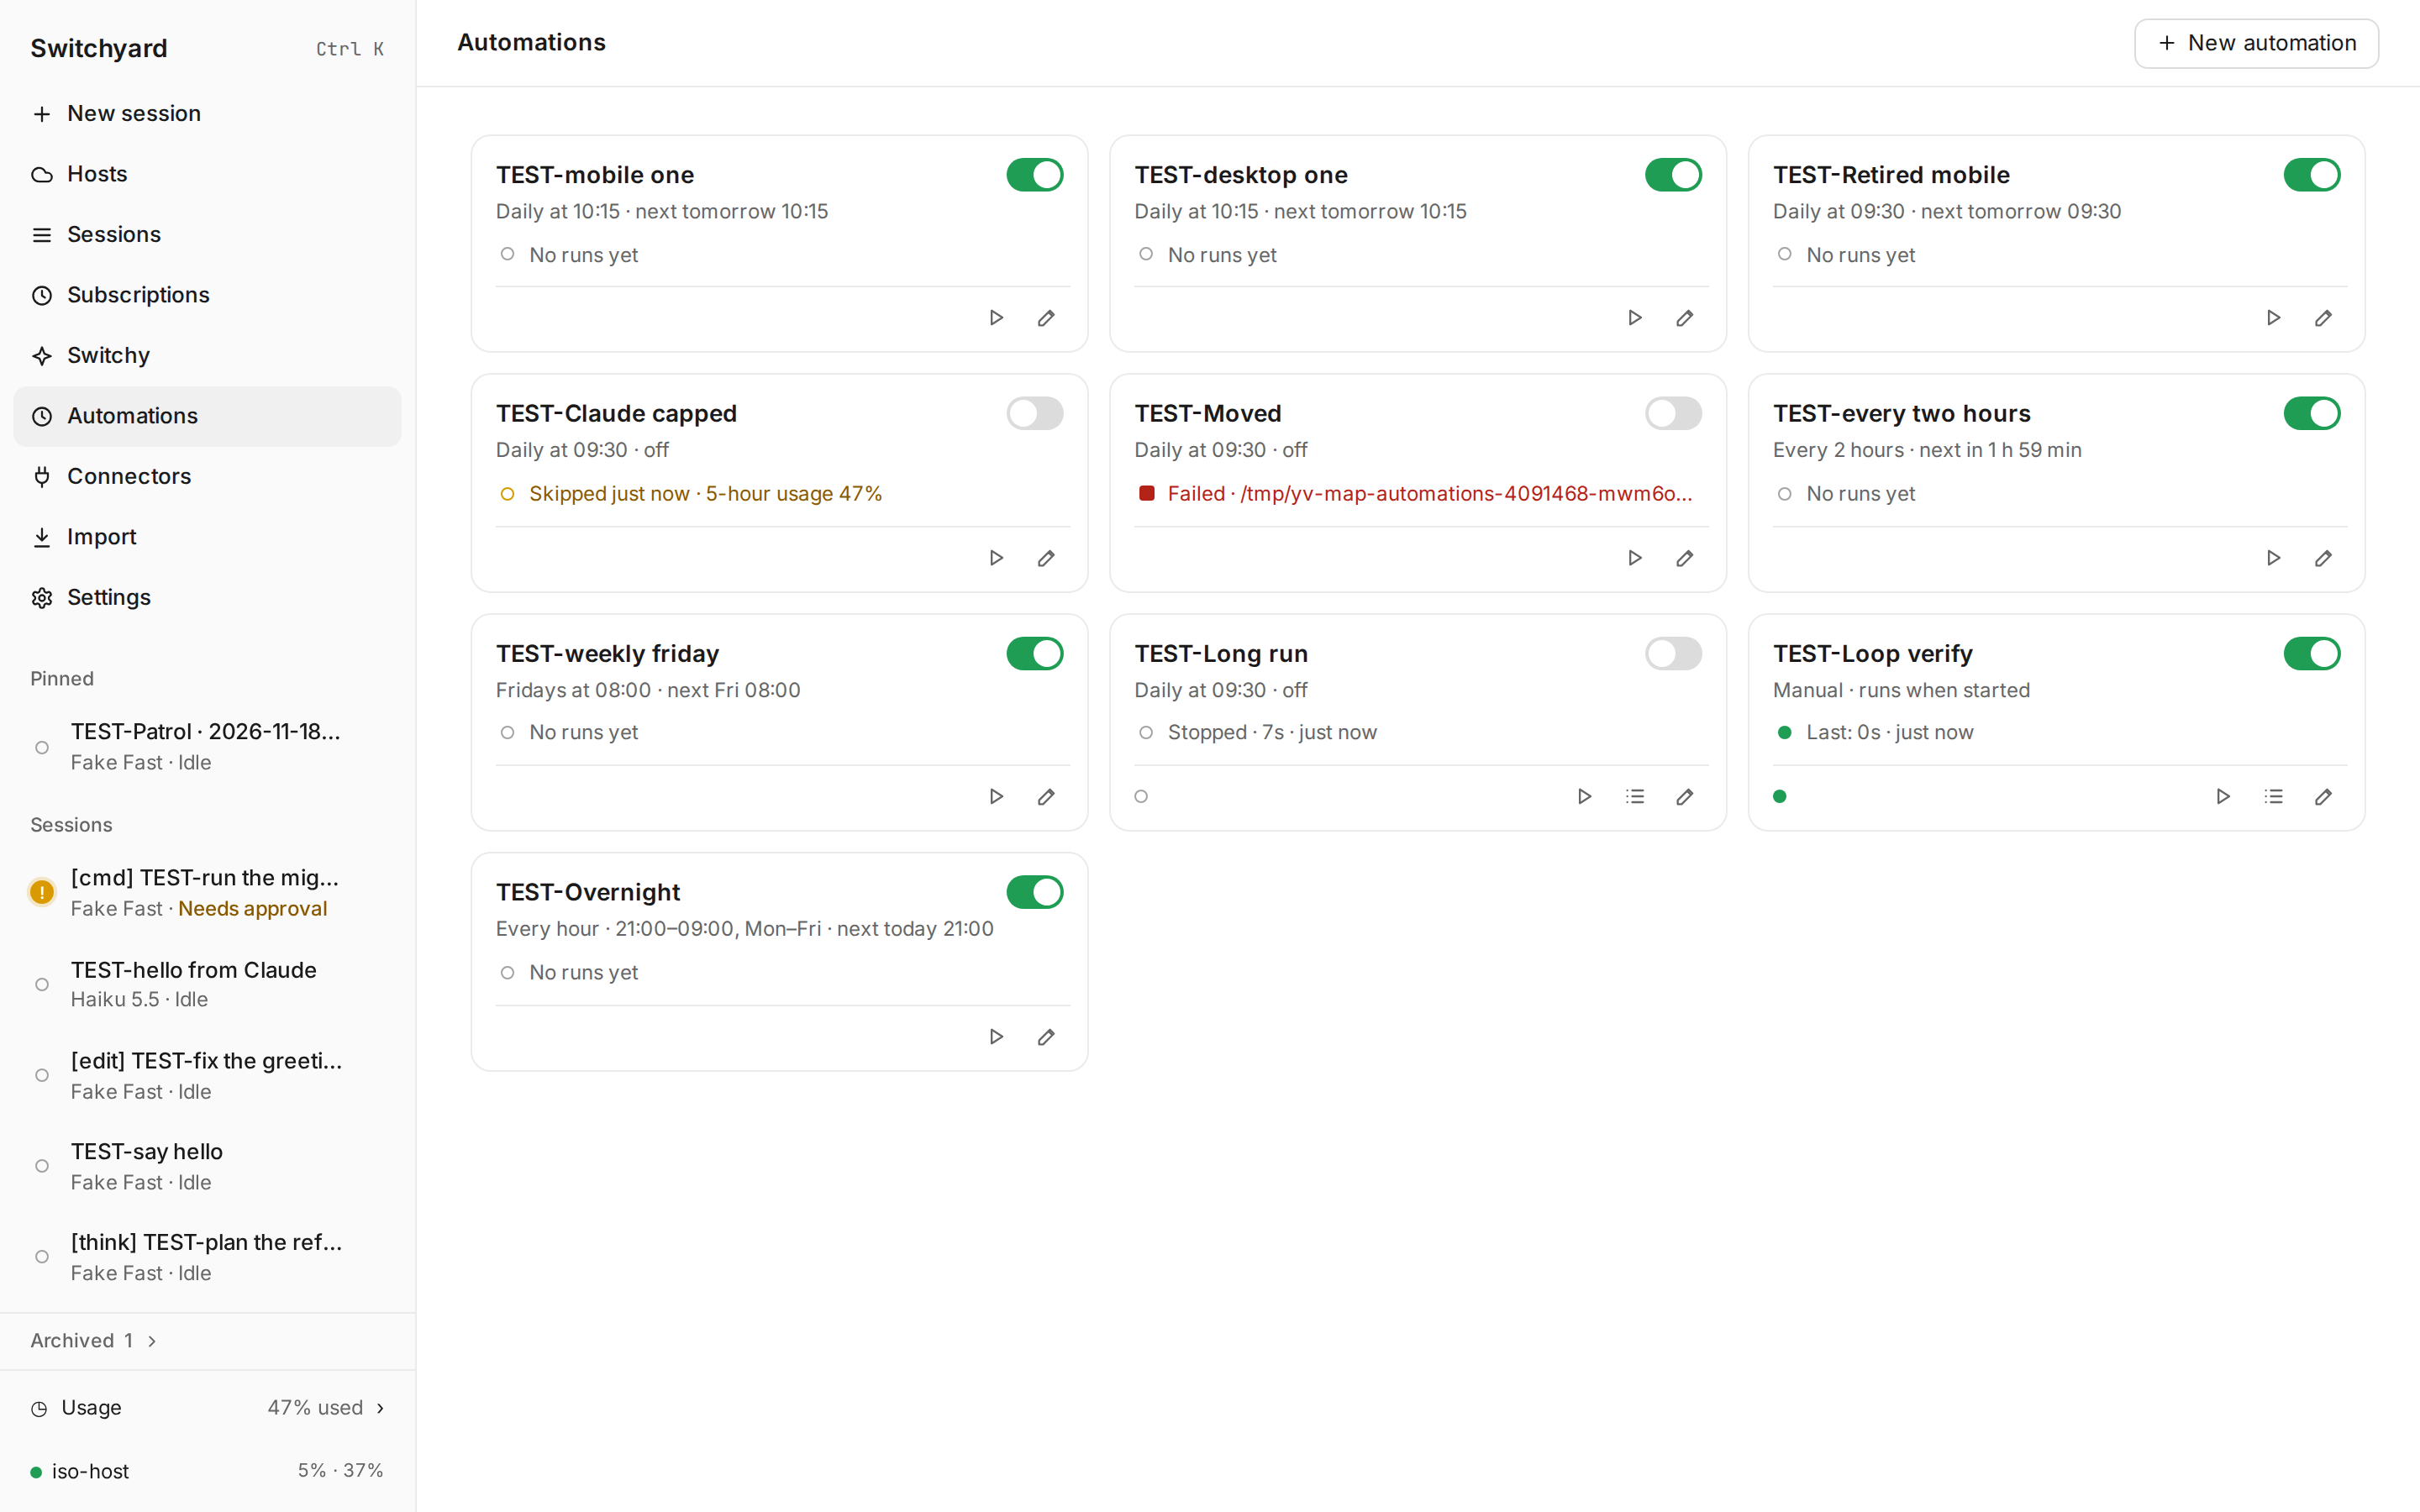 Switchyard
Ctrl K
New session
Hosts
Sessions
Subscriptions
Switchy
Automations
Connectors
Import
Settings
Pinned
TEST-Patrol · 2026-11-18...
Fake Fast · Idle
Sessions
[cmd] TEST-run the mig...
Fake Fast · Needs approval
TEST-hello from Claude
Haiku 5.5 · Idle
[edit] TEST-fix the greeti...
Fake Fast · Idle
TEST-say hello
Fake Fast · Idle
[think] TEST-plan the ref...
Fake Fast · Idle
Archived 1
Usage 47% used
iso-host 5% · 37%
Automations
New automation
TEST-mobile one
Daily at 10:15 · next tomorrow 10:15
No runs yet
TEST-desktop one
Daily at 10:15 · next tomorrow 10:15
No runs yet
TEST-Retired mobile
Daily at 09:30 · next tomorrow 09:30
No runs yet
TEST-Claude capped
Daily at 09:30 · off
Skipped just now · 5-hour usage 47%
TEST-Moved
Daily at 09:30 · off
Failed · /tmp/yv-map-automations-4091468-mwm6o...
TEST-every two hours
Every 2 hours · next in 1 h 59 min
No runs yet
TEST-weekly friday
Fridays at 08:00 · next Fri 08:00
No runs yet
TEST-Long run
Daily at 09:30 · off
Stopped · 7s · just now
TEST-Loop verify
Manual · runs when started
Last: 0s · just now
TEST-Overnight
Every hour · 21:00–09:00, Mon–Fri · next today 21:00
No runs yet